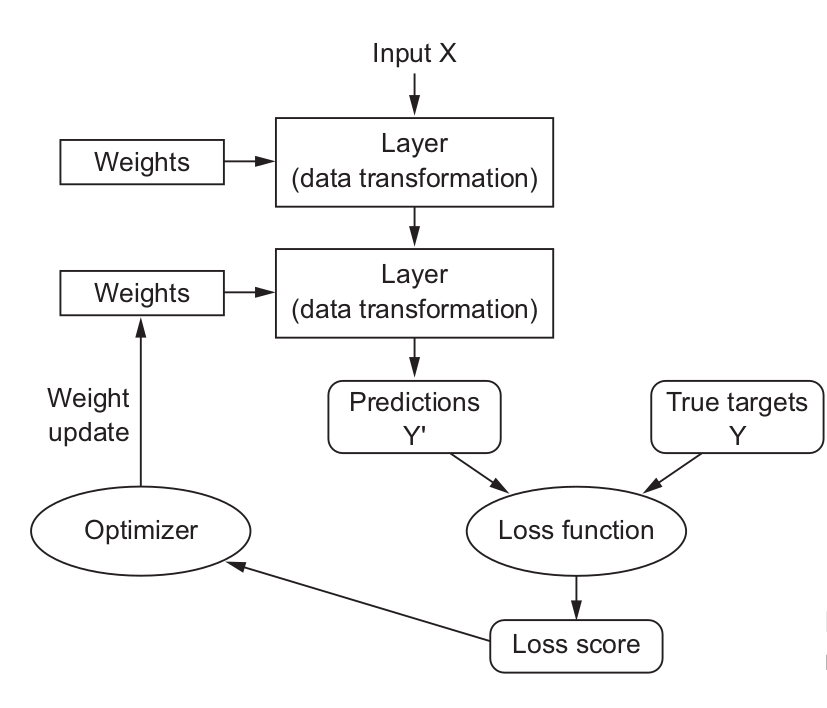 Input X
Weights
Layer
(data transformation)
Weights
Layer
(data transformation)
Weight
update
Predictions
Y'
True targets
Y
Optimizer
Loss function
Loss score